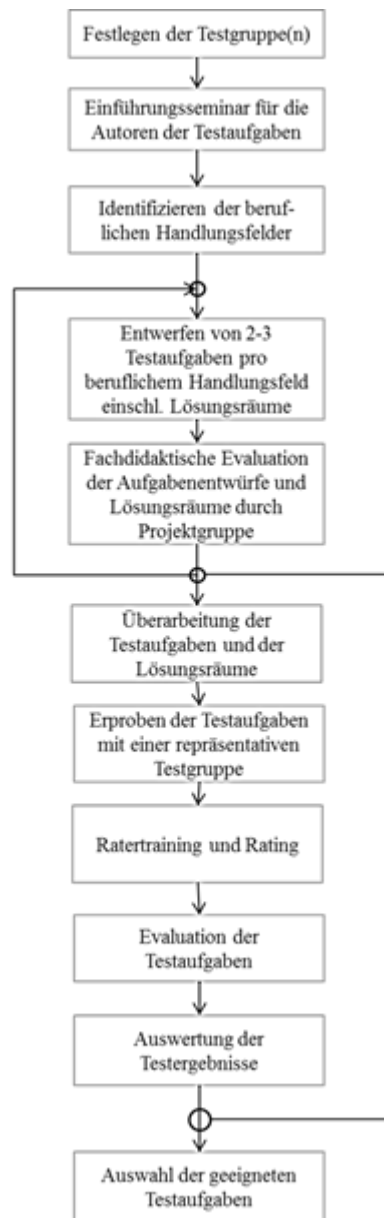 Festlegen der Testgruppe(n)
Einführungsseminar für die
Autoren der Testaufgaben
Identifizieren der beruf-
lichen Handlungsfelder
Entwerfen von 2-3
Testaufgaben pro
beruflichem Handlungsfeld
einschl. Lösungsräume
Fachdidaktische Evaluation
der Aufgabenentwürfe und
Lösungsräume durch
Projektgruppe
Überarbeitung der
Testaufgaben und der
Lösungsräume
Erproben der Testaufgaben
mit einer repräsentativen
Testgruppe
Ratertraining und Rating
Evaluation der
Testaufgaben
Auswertung der
Testergebnisse
Auswahl der geeigneten
Testaufgaben